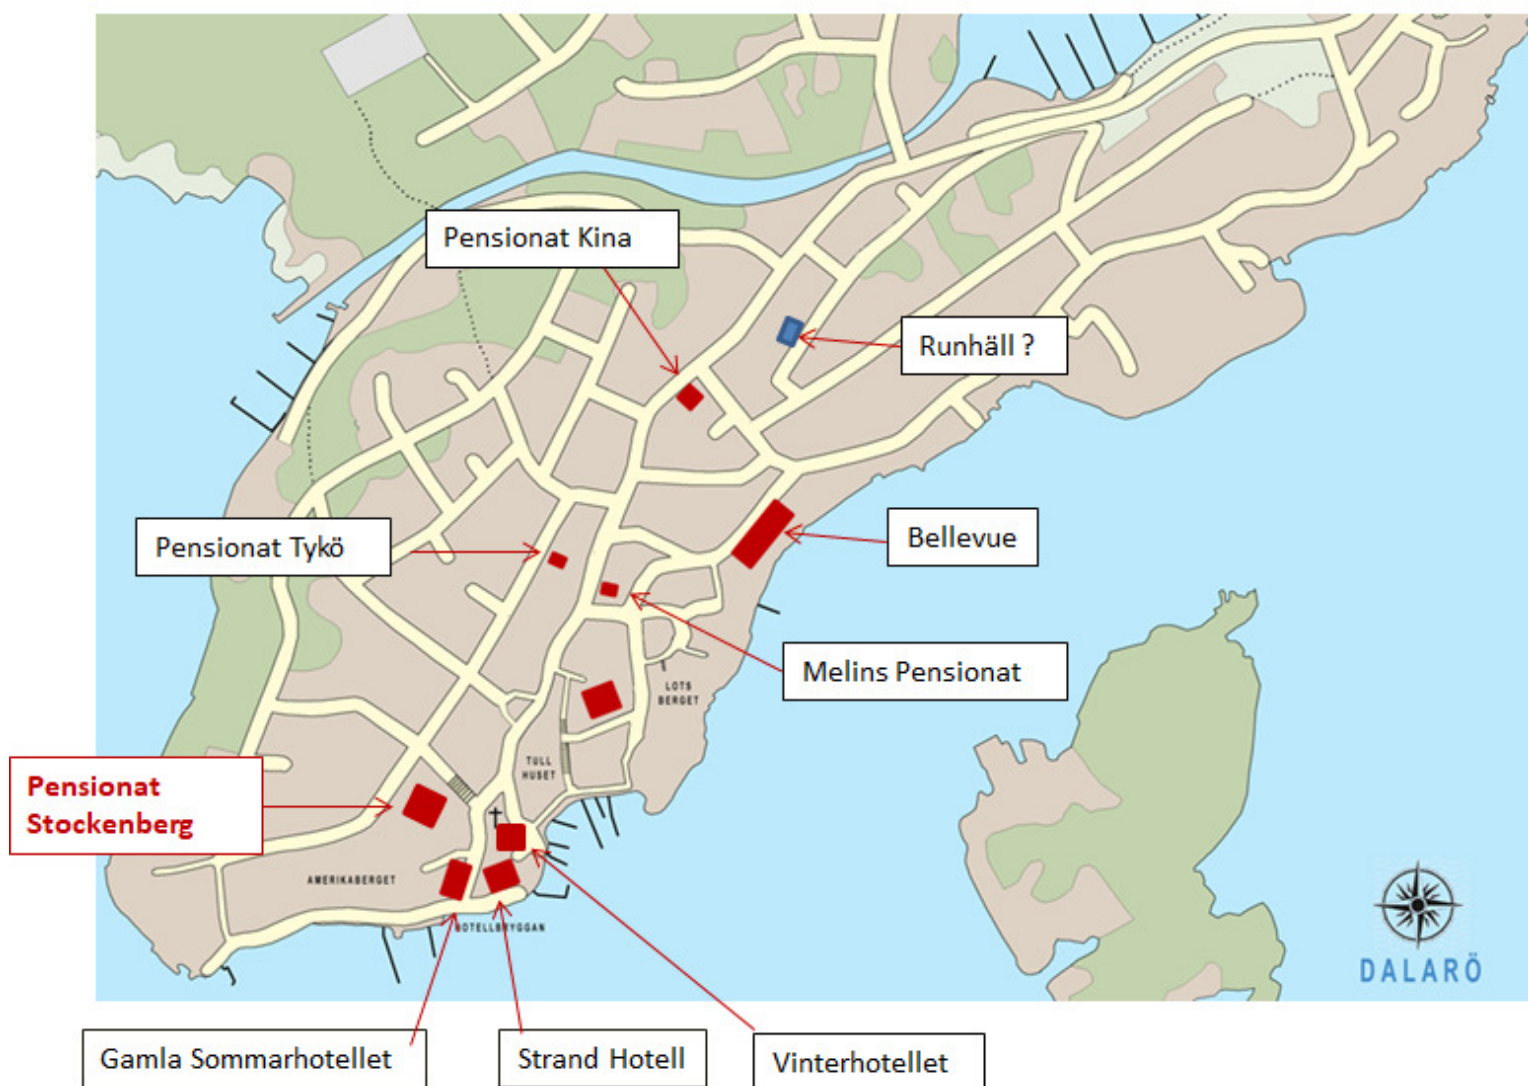 Pensionat Kina
Runhäll ?
Pensionat Tykö
Bellevue
Melins Pensionat
LOTS
BERGET
Pensionat
Stockenberg
TULL
HUSET
AMERIKABERGET
HOTELLBRYGGAN
DALARÖ
Gamla Sommarhotellet
Strand Hotell
Vinterhotellet